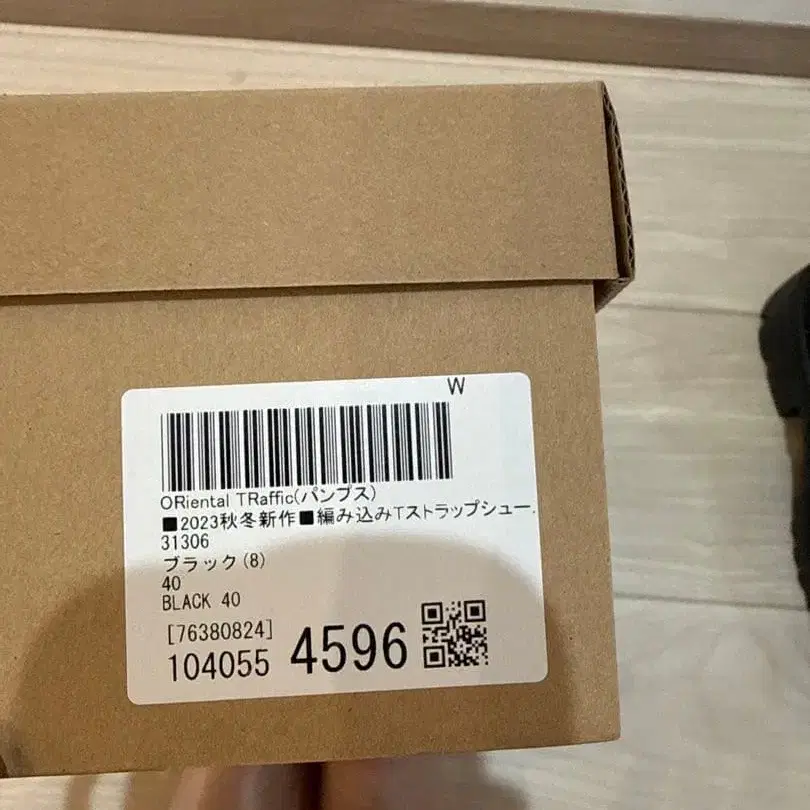 W
ORiental TRaffic(パンプス)
■2023秋冬新作■編み込みTストラップシュー.
31306
ブラック(8)
40
BLACK 40
[76380824]
104055 4596